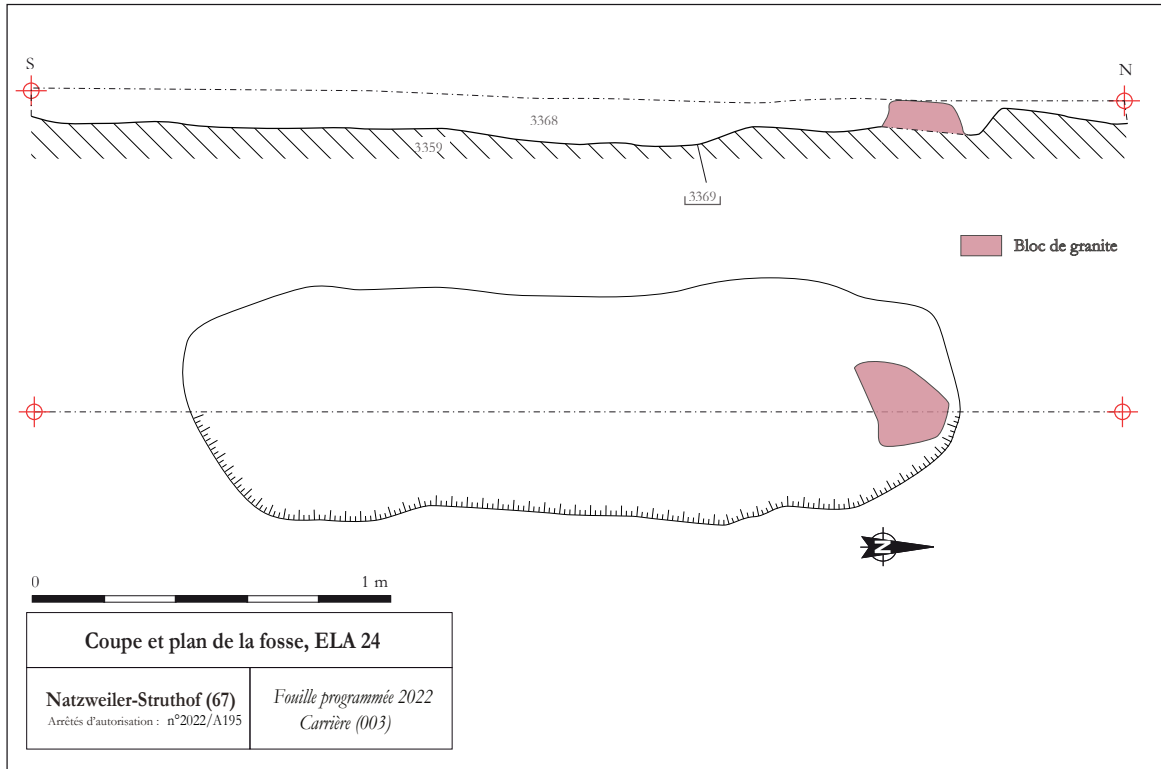 S
N
3368
3359
3369
Bloc de granite
N
0 1 m
Coupe et plan de la fosse, ELA 24
Natzweiler-Struthof (67)
Arrêtés d'autorisation : n°2022/A195
Fouille programmée 2022
Carrière (003)